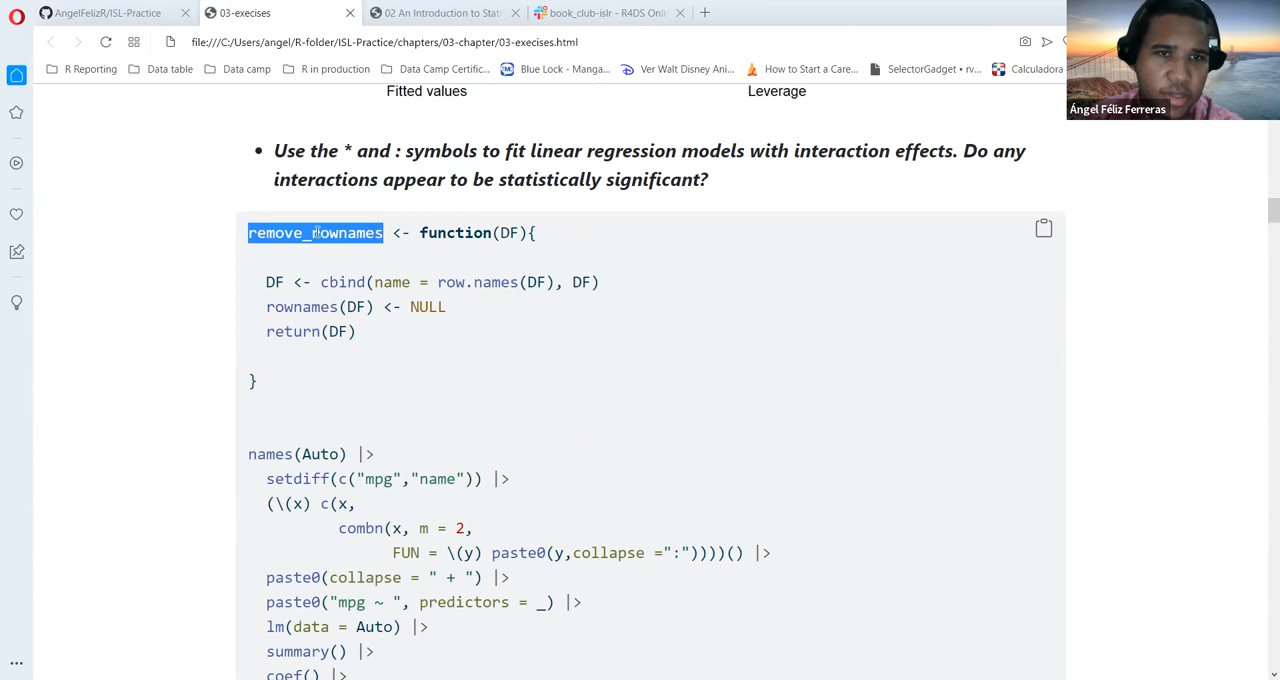 AngelFelizR/ISL-Practice
03-execises
02 An Introduction to Stati
book_club-islr - R4DS Onli
file:///C:/Users/angel/R-folder/ISL-Practice/chapters/03-chapter/03-execises.html
R Reporting
Data table
Data camp
R in production
Data Camp Certific...
Blue Lock - Manga...
Ver Walt Disney Ani...
How to Start a Care...
SelectorGadget • rv...
Calculadora
Ángel Féliz Ferreras
Fitted values
Leverage
• Use the * and : symbols to fit linear regression models with interaction effects. Do any
interactions appear to be statistically significant?
remove_rownames <- function(DF){
DF <- cbind(name = row.names(DF), DF)
rownames(DF) <- NULL
return(DF)
}
names(Auto) |>
setdiff(c("mpg","name")) |>
(\(x) c(x,
combn(x, m = 2,
FUN = \(y) paste0(y,collapse =":"))))() |>
paste0(collapse = " + ") |>
paste0("mpg ~ ", predictors = _) |>
lm(data = Auto) |>
summary() |>
coef() |>